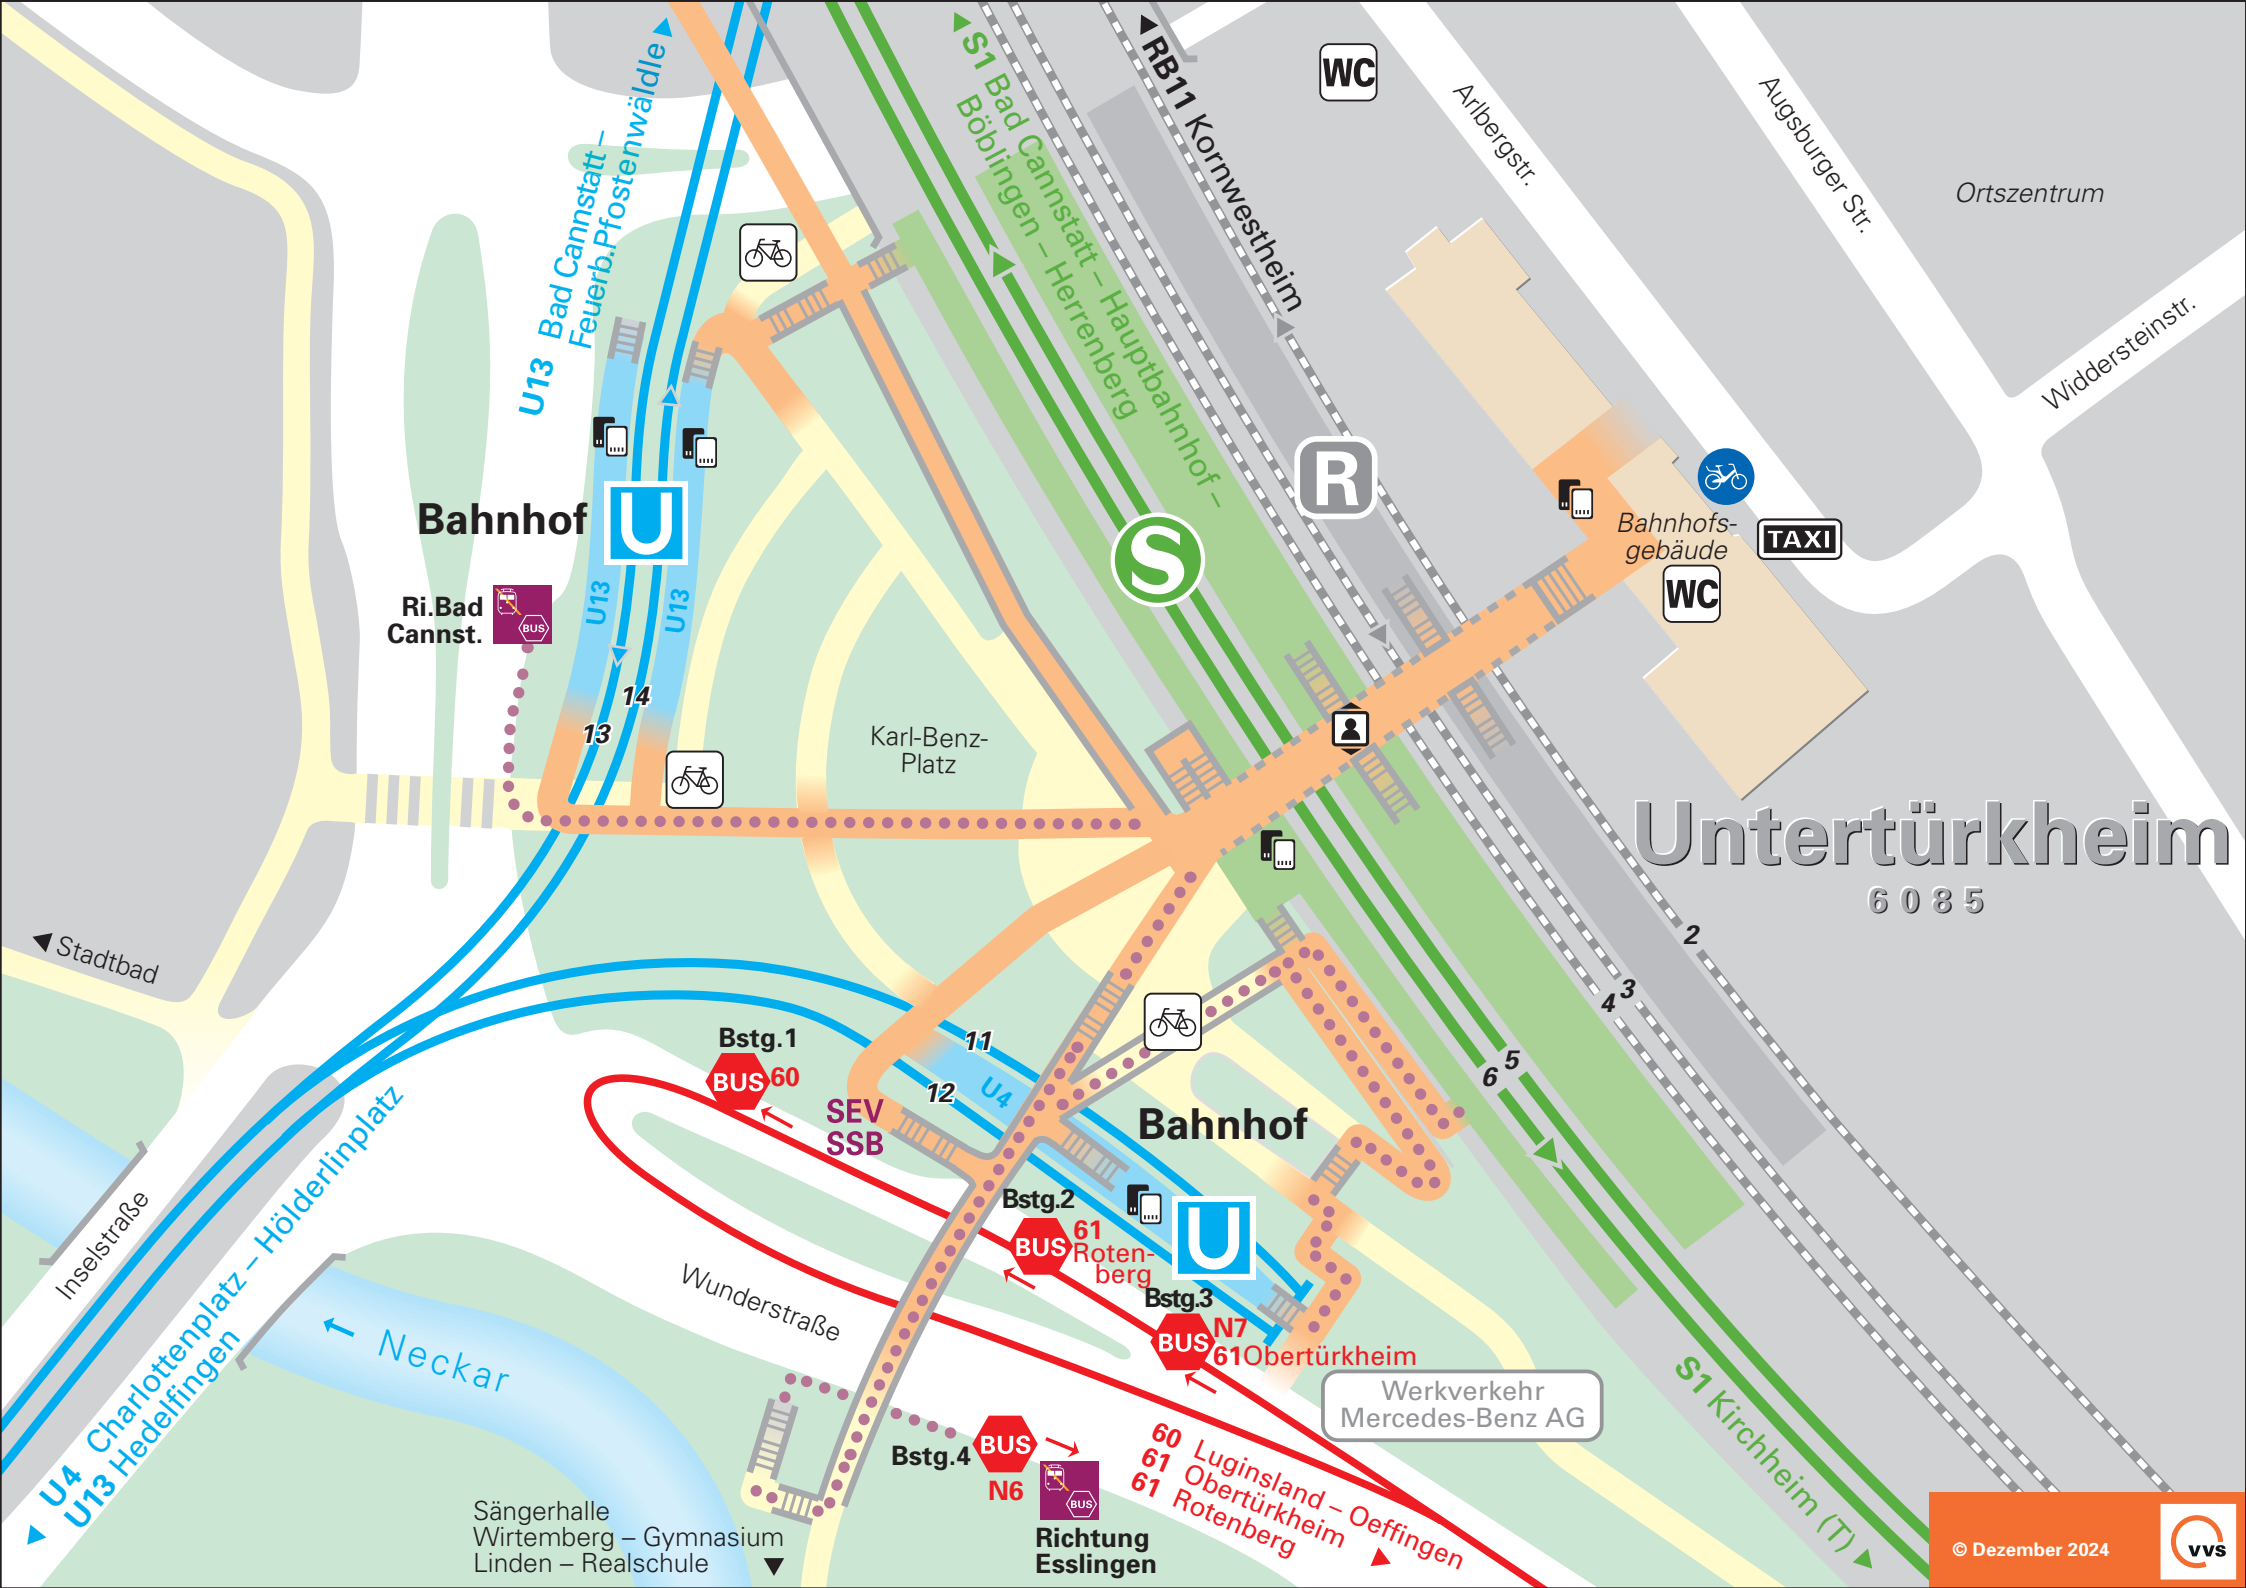 U13 Bad Cannstatt –
Feuerb.Pfostenwäldle
S1 Bad Cannstatt – Hauptbahnhof –
Böblingen – Herrenberg
RB11 Kornwestheim
WC
Arlbergstr.
Augsburger Str.
Ortszentrum
Widdersteinstr.
Bahnhof
U
U13
U13
S
R
Bahnhofs-
gebäude
TAXI
WC
Ri.Bad
Cannst.
BUS
14
13
Karl-Benz-
Platz
Untertürkheim
6085
2
3
4
5
6
Stadtbad
11
12
U4
Bstg.1
BUS
60
SEV
SSB
Bahnhof
U
Bstg.2
BUS
61
Roten-
berg
Bstg.3
BUS
N7
61 Obertürkheim
Inselstraße
Wunderstraße
Neckar
U4 Charlottenplatz – Hölderlinplatz
U13 Hedelfingen
Werkverkehr
Mercedes-Benz AG
Bstg.4
BUS
N6
BUS
Richtung
Esslingen
60 Luginsland – Oeffingen
61 Obertürkheim
61 Rotenberg
S1 Kirchheim (T)
Sängerhalle
Wirtemberg – Gymnasium
Linden – Realschule
© Dezember 2024
vvs